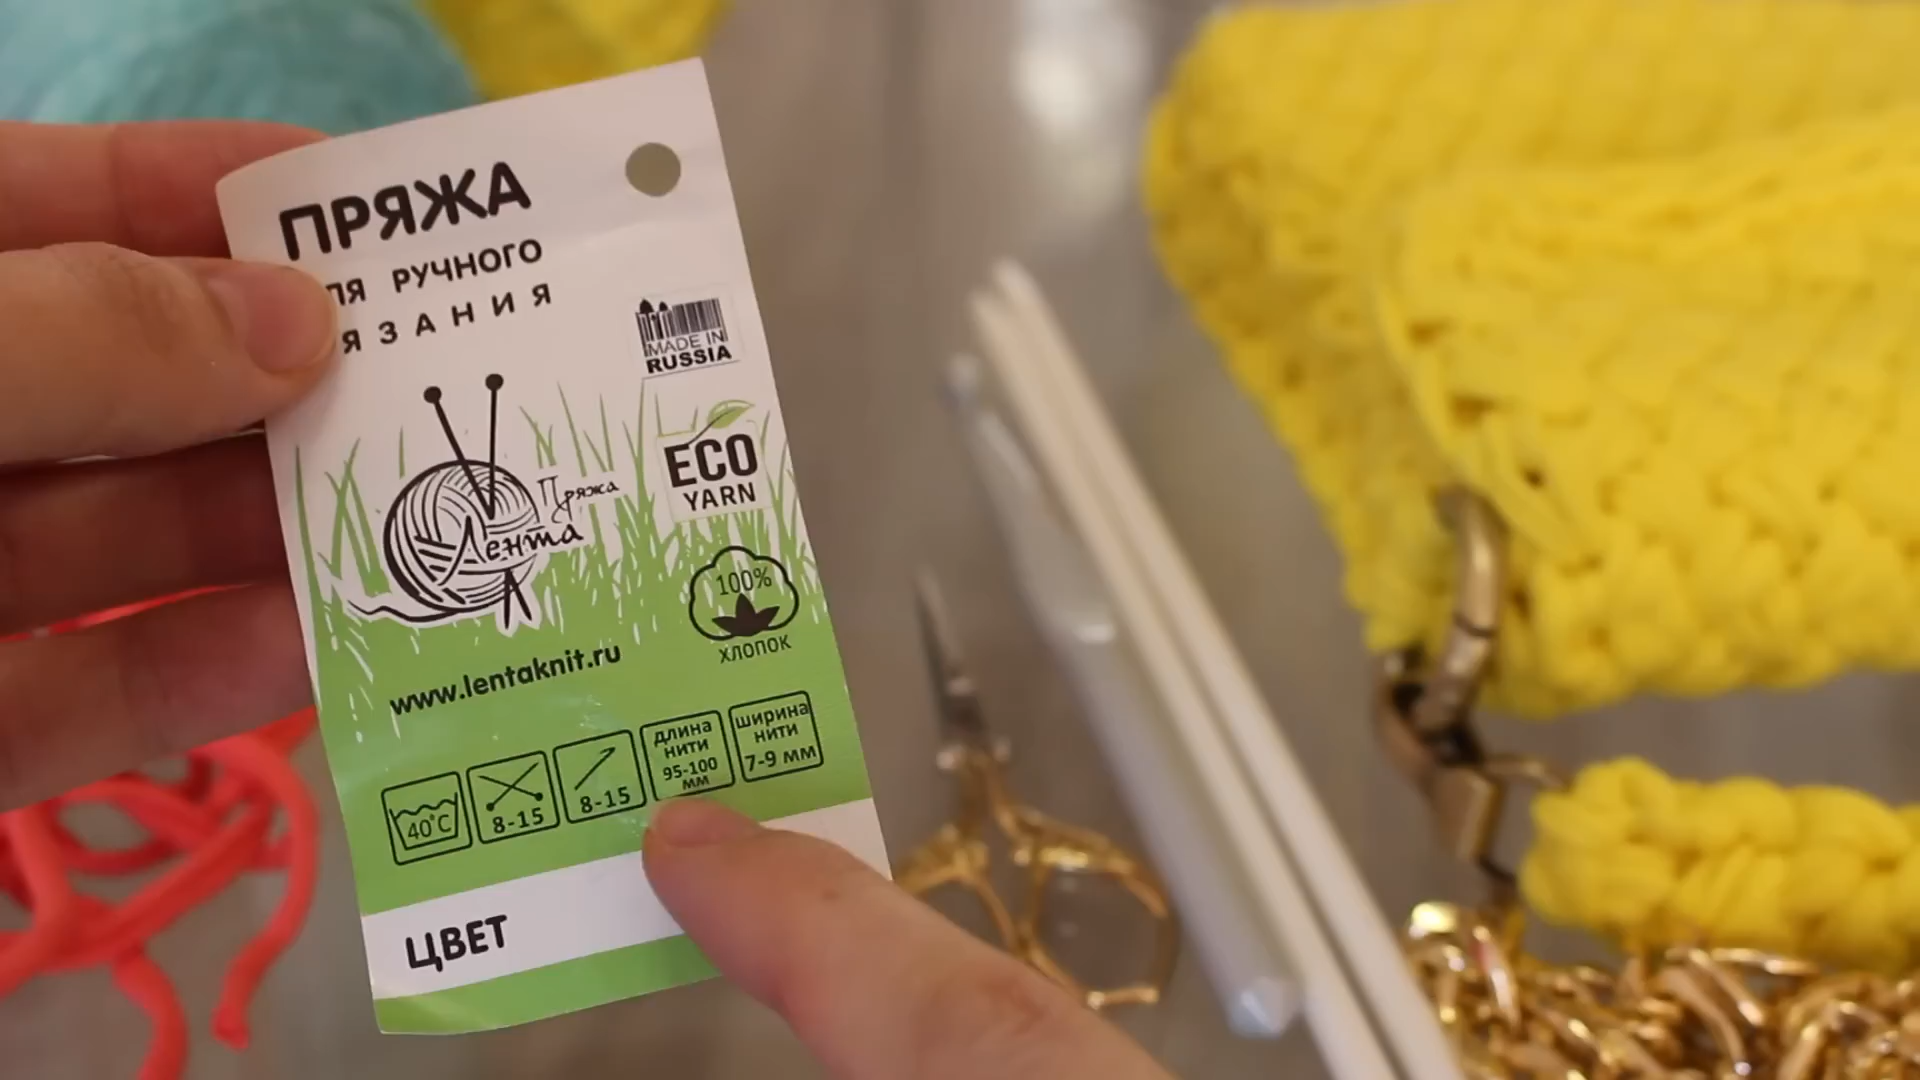 ПРЯЖА
ЛЯ РУЧНОГО
ЯЗАНИЯ
MADE IN
RUSSIA
ECO
YARN
Пряжа
Лента
100%
ХЛОПОК
www.lentaknit.ru
40°C
8-15
8-15
длина
нити
95-100
мм
ширина
нити
7-9 мм
ЦВЕТ